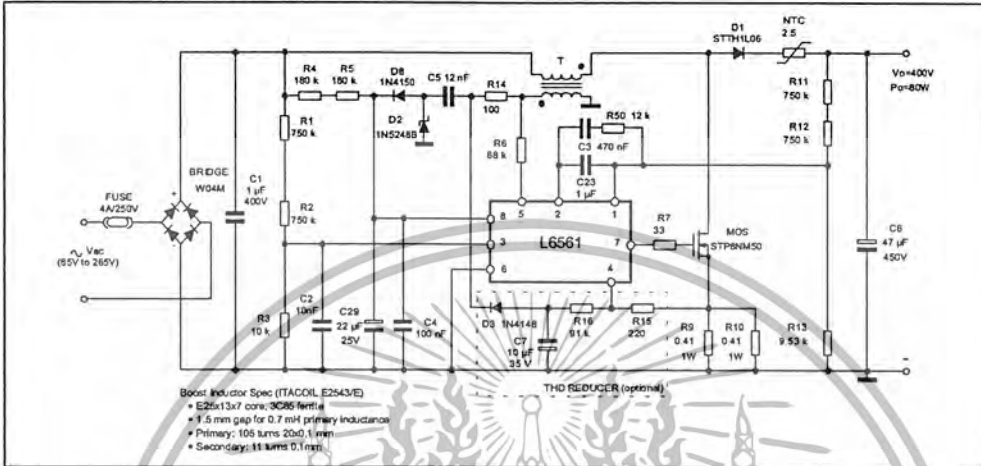 D1
STTH1L06
NTC
2.5
R4
180 k
R5
180 k
D8
1N4150
C5 12 nF
R14
100
T
R11
750 k
Vo=400V
Po=80W
R1
750 k
D2
1N5248B
R50 12 k
R12
750 k
R6
68 k
C3 470 nF
C23
1 µF
BRIDGE
W04M
C1
1 µF
400V
FUSE
4A/250V
+
-
R2
750 k
5
2
1
8
3
6
L6561
7
4
R7
33
MOS
STP8NM50
C6
47 µF
450V
Vac
(85V to 265V)
R3
10 k
C2
10nF
C29
22 µF
25V
C4
100 nF
D3 1N4148
C7
10 µF
35 V
R16
91 k
R15
220
R9
0.41
1W
R10
0.41
1W
R13
9.53 k
-
THD REDUCER (optional)
Boost Inductor Spec (ITACOIL E2543/E)
• E25x13x7 core, 3C85 ferrite
• 1.5 mm gap for 0.7 mH primary inductance
• Primary: 105 turns 20x0.1 mm
• Secondary: 11 turns 0.1mm